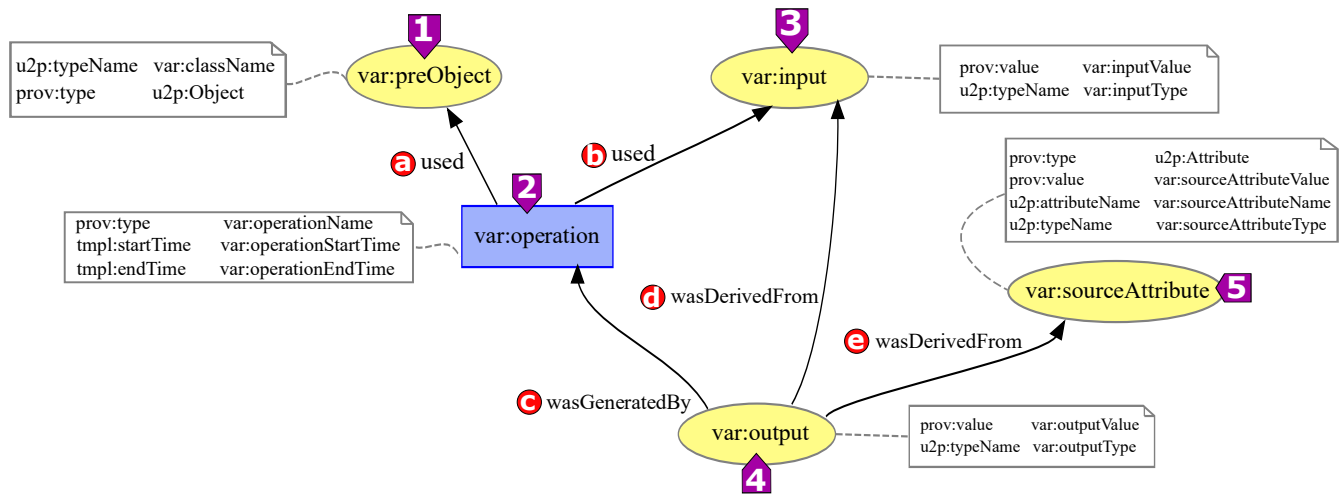 1
3
u2p:typeName var:className
prov:type u2p:Object
var:preObject
var:input
prov:value var:inputValue
u2p:typeName var:inputType
a used
b used
prov:type u2p:Attribute
prov:value var:sourceAttributeValue
u2p:attributeName var:sourceAttributeName
u2p:typeName var:sourceAttributeType
2
prov:type var:operationName
tmpl:startTime var:operationStartTime
tmpl:endTime var:operationEndTime
var:operation
d wasDerivedFrom
var:sourceAttribute 5
e wasDerivedFrom
c wasGeneratedBy
var:output
prov:value var:outputValue
u2p:typeName var:outputType
4